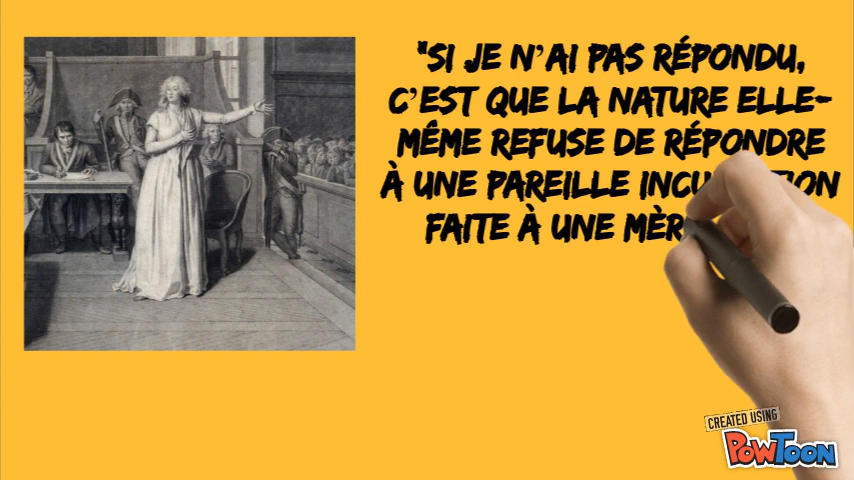 "SI JE N'AI PAS RÉPONDU,
C'EST QUE LA NATURE ELLE-
MÊME REFUSE DE RÉPONDRE
À UNE PAREILLE
FAITE À UNE
CREATED USING
POWTOON